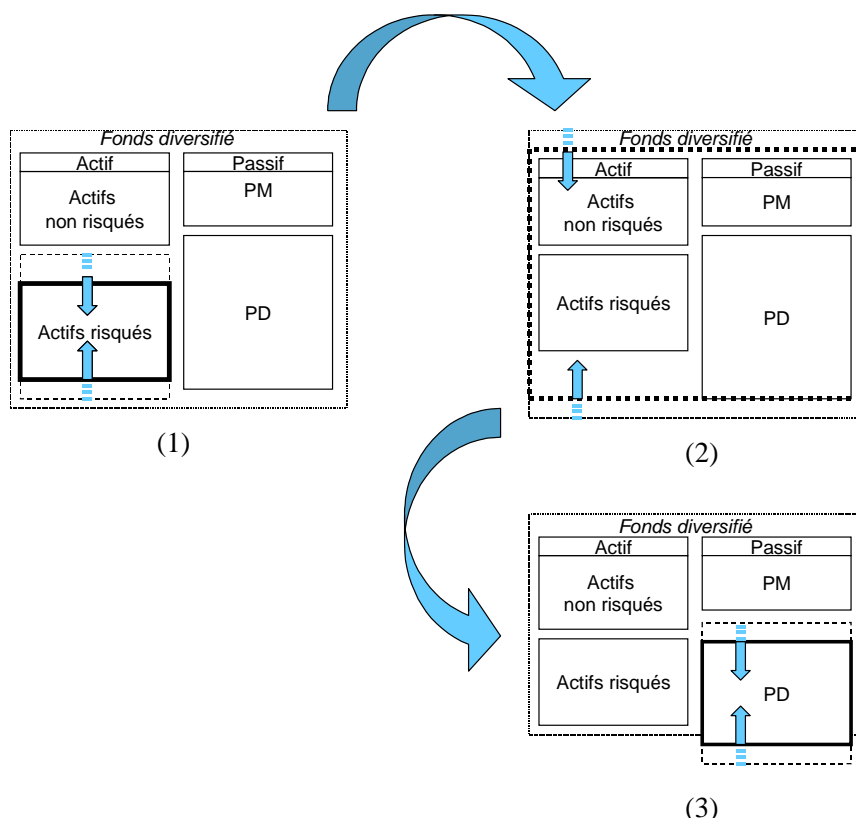 Fonds diversifié
Actif
Passif
Actifs
non risqués
PM
Actifs risqués
PD
(1)
Fonds diversifié
Actif
Passif
Actifs
non risqués
PM
Actifs risqués
PD
(2)
Fonds diversifié
Actif
Passif
Actifs
non risqués
PM
Actifs risqués
PD
(3)